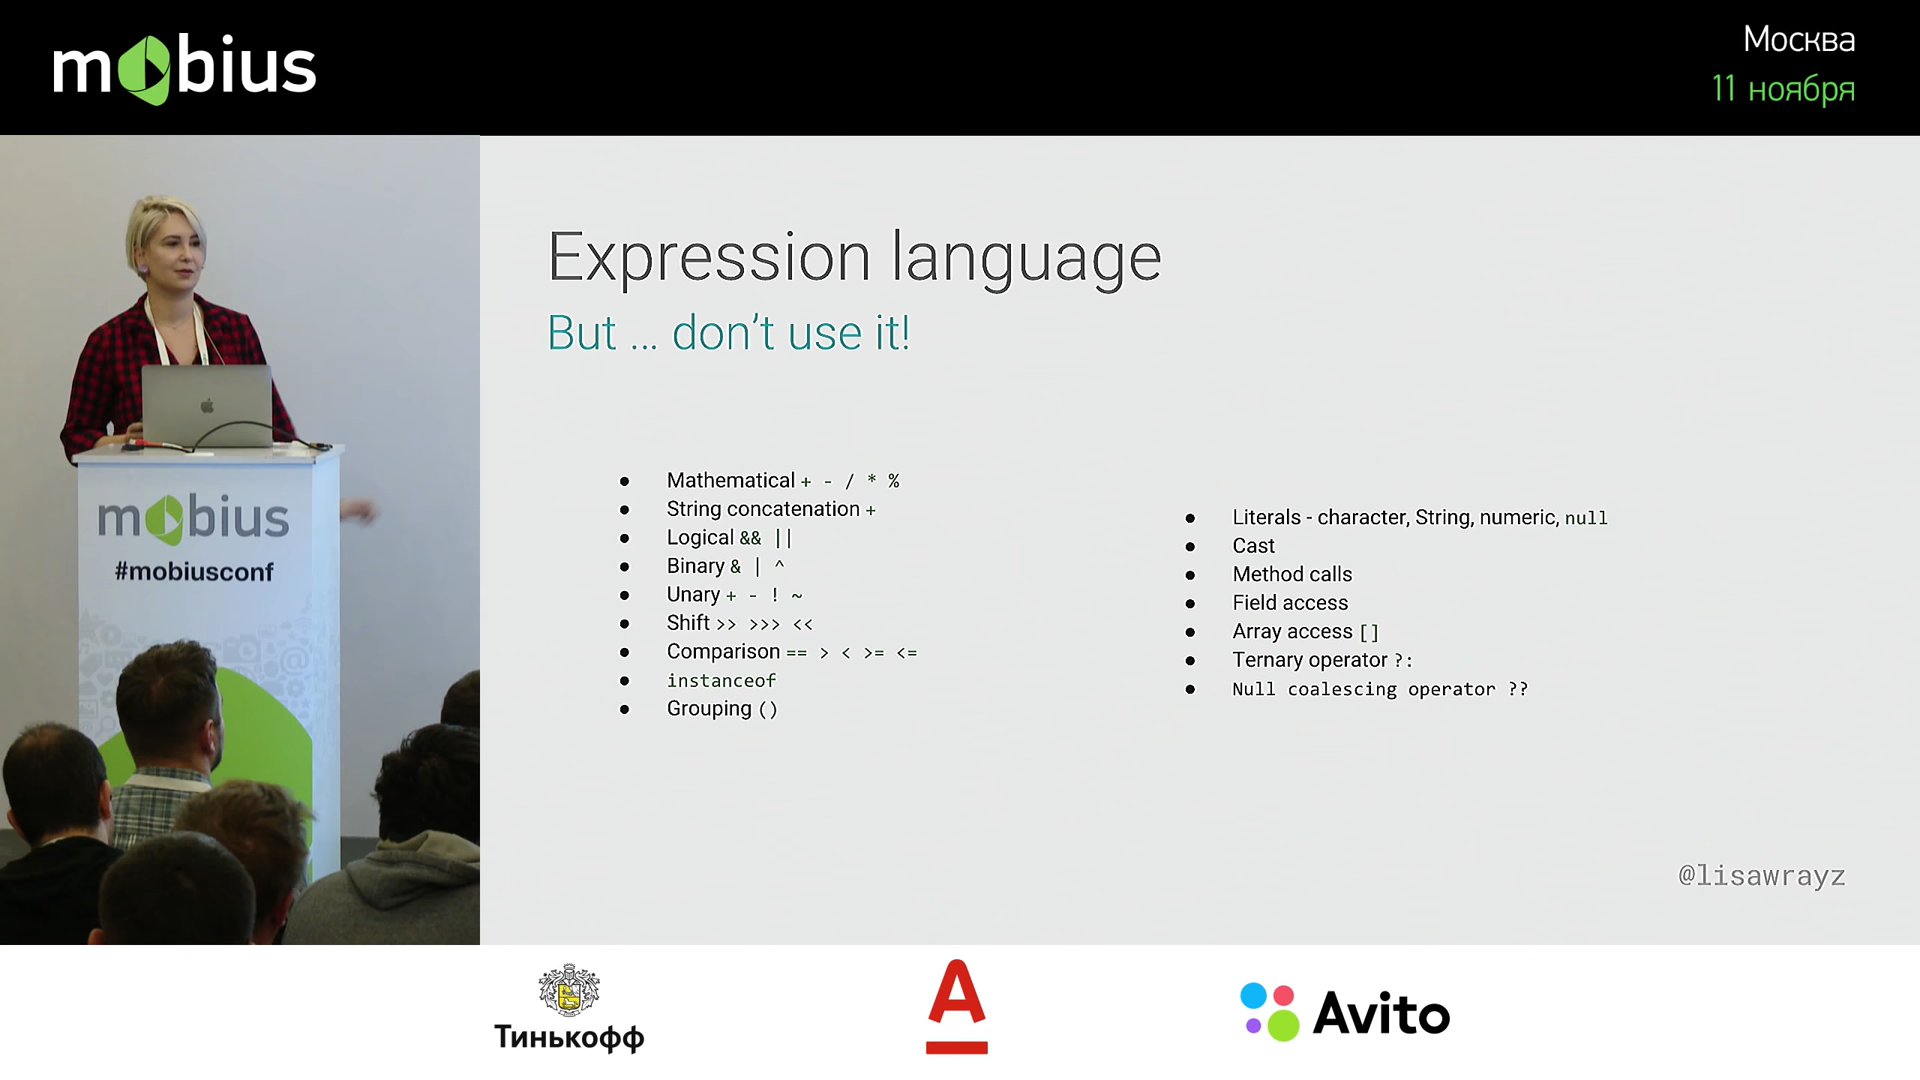 mobius
Москва
11 ноября
Expression language
But ... don't use it!
● Mathematical + - / * %
● String concatenation +
● Logical && ||
● Binary & | ^
● Unary + - ! ~
● Shift >> >>> <<
● Comparison == > < >= <=
● instanceof
● Grouping ()
● Literals - character, String, numeric, null
● Cast
● Method calls
● Field access
● Array access []
● Ternary operator ?:
● Null coalescing operator ??
@lisawrayz
mobius
#mobiusconf
Тинькофф
А
Avito